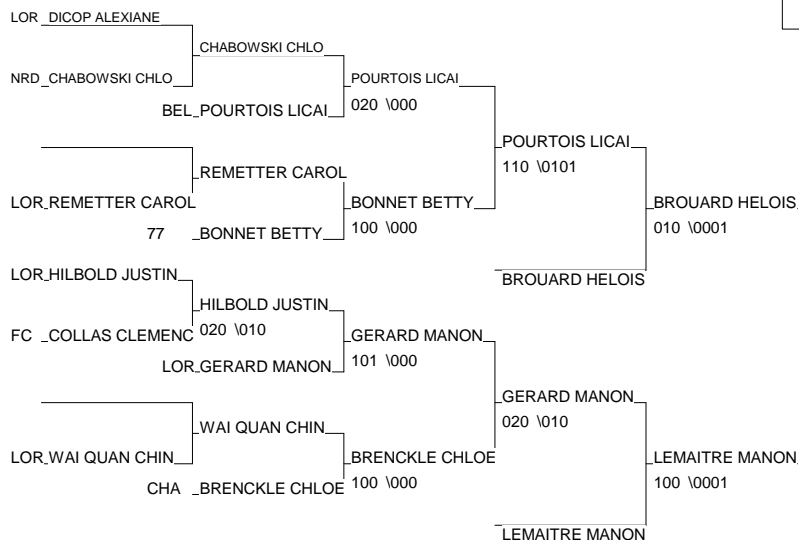 LOR DICOP ALEXIANE
CHABOWSKI CHLO
NRD CHABOWSKI CHLO POURTOIS LICAI
BEL POURTOIS LICAI 020 \000
POURTOIS LICAI
110 \0101
REMETTER CAROL
LOR REMETTER CAROL BONNET BETTY BROUARD HELOIS
77 BONNET BETTY 100 \000 010 \0001
LOR HILBOLD JUSTIN BROUARD HELOIS
HILBOLD JUSTIN
FC COLLAS CLEMENC 020 \010 GERARD MANON
LOR GERARD MANON 101 \000
GERARD MANON
020 \010
WAI QUAN CHIN
LOR WAI QUAN CHIN BRENCKLE CHLOE LEMAITRE MANON
CHA BRENCKLE CHLOE 100 \000 100 \0001
LEMAITRE MANON